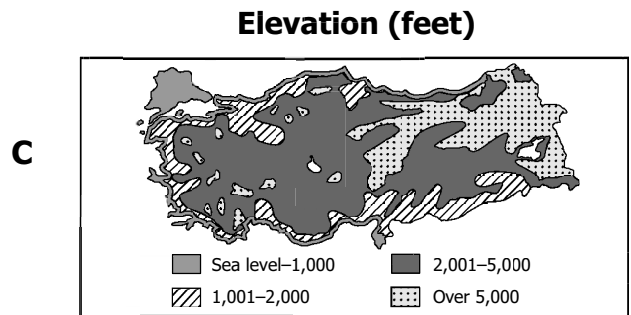 Elevation (feet)
C
Sea level–1,000
2,001–5,000
1,001–2,000
Over 5,000